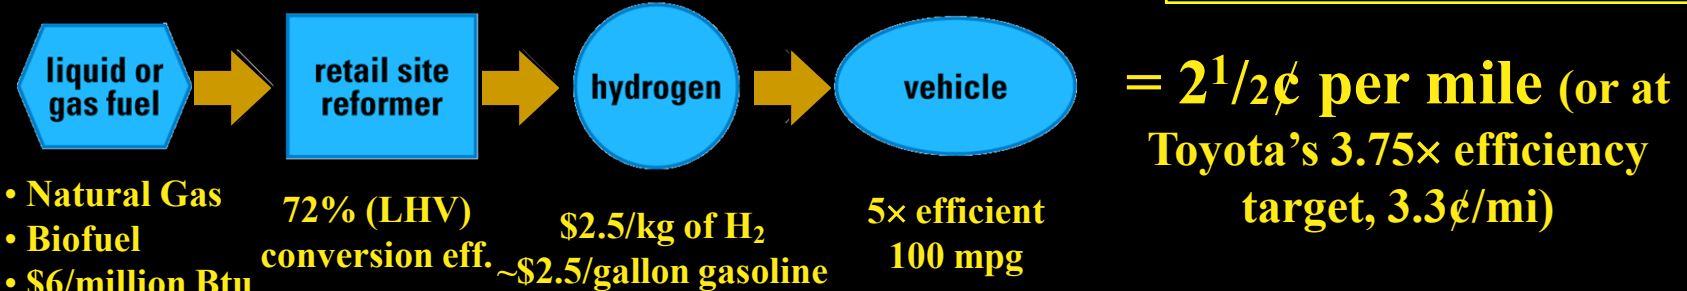 liquid or
gas fuel
retail site
reformer
hydrogen
vehicle
= 2¹/₂¢ per mile (or at
Toyota’s 3.75× efficiency
target, 3.3¢/mi)
• Natural Gas
• Biofuel
• $6/million Btu
72% (LHV)
conversion eff.
$2.5/kg of H₂
~$2.5/gallon gasoline
5× efficient
100 mpg